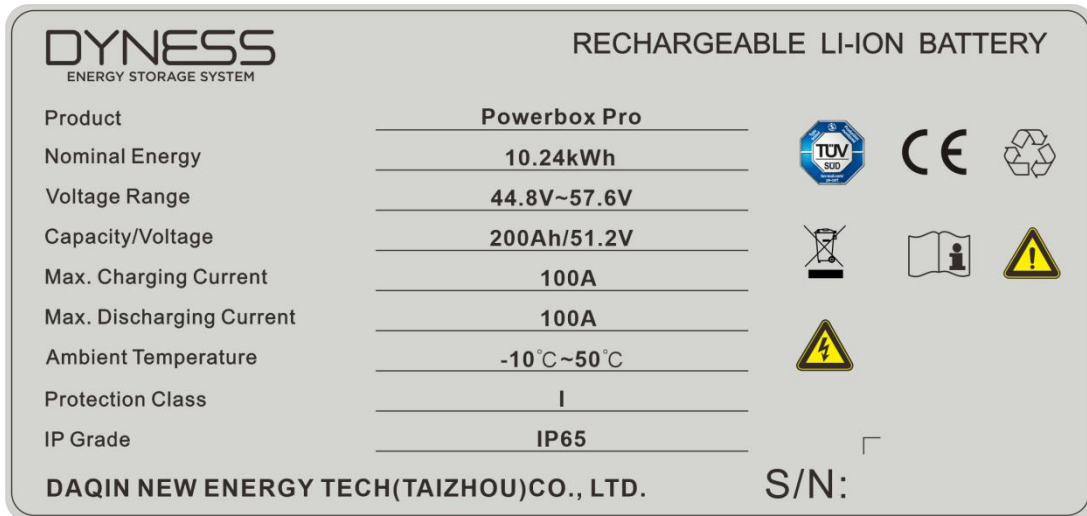 DYNESS
ENERGY STORAGE SYSTEM
RECHARGEABLE LI-ION BATTERY
Product Powerbox Pro
Nominal Energy 10.24kWh
Voltage Range 44.8V~57.6V
Capacity/Voltage 200Ah/51.2V
Max. Charging Current 100A
Max. Discharging Current 100A
Ambient Temperature -10℃~50℃
Protection Class I
IP Grade IP65
TÜV
SÜD
CE
DAQIN NEW ENERGY TECH(TAIZHOU)CO., LTD.
S/N: